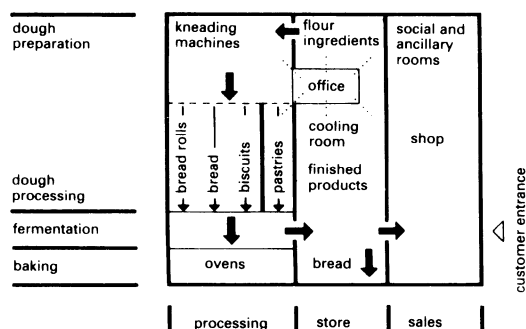 dough
preparation
kneading
machines
flour
ingredients
social and
ancillary
rooms
office
bread rolls
bread
biscuits
pastries
cooling
room
finished
products
shop
dough
processing
fermentation
baking
ovens
bread
customer entrance
processing
store
sales